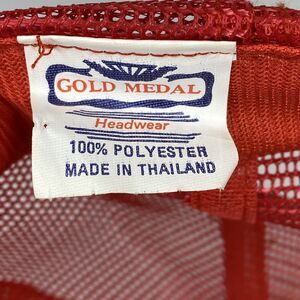 GOLD MEDAL
Headwear
100% POLYESTER
MADE IN THAILAND